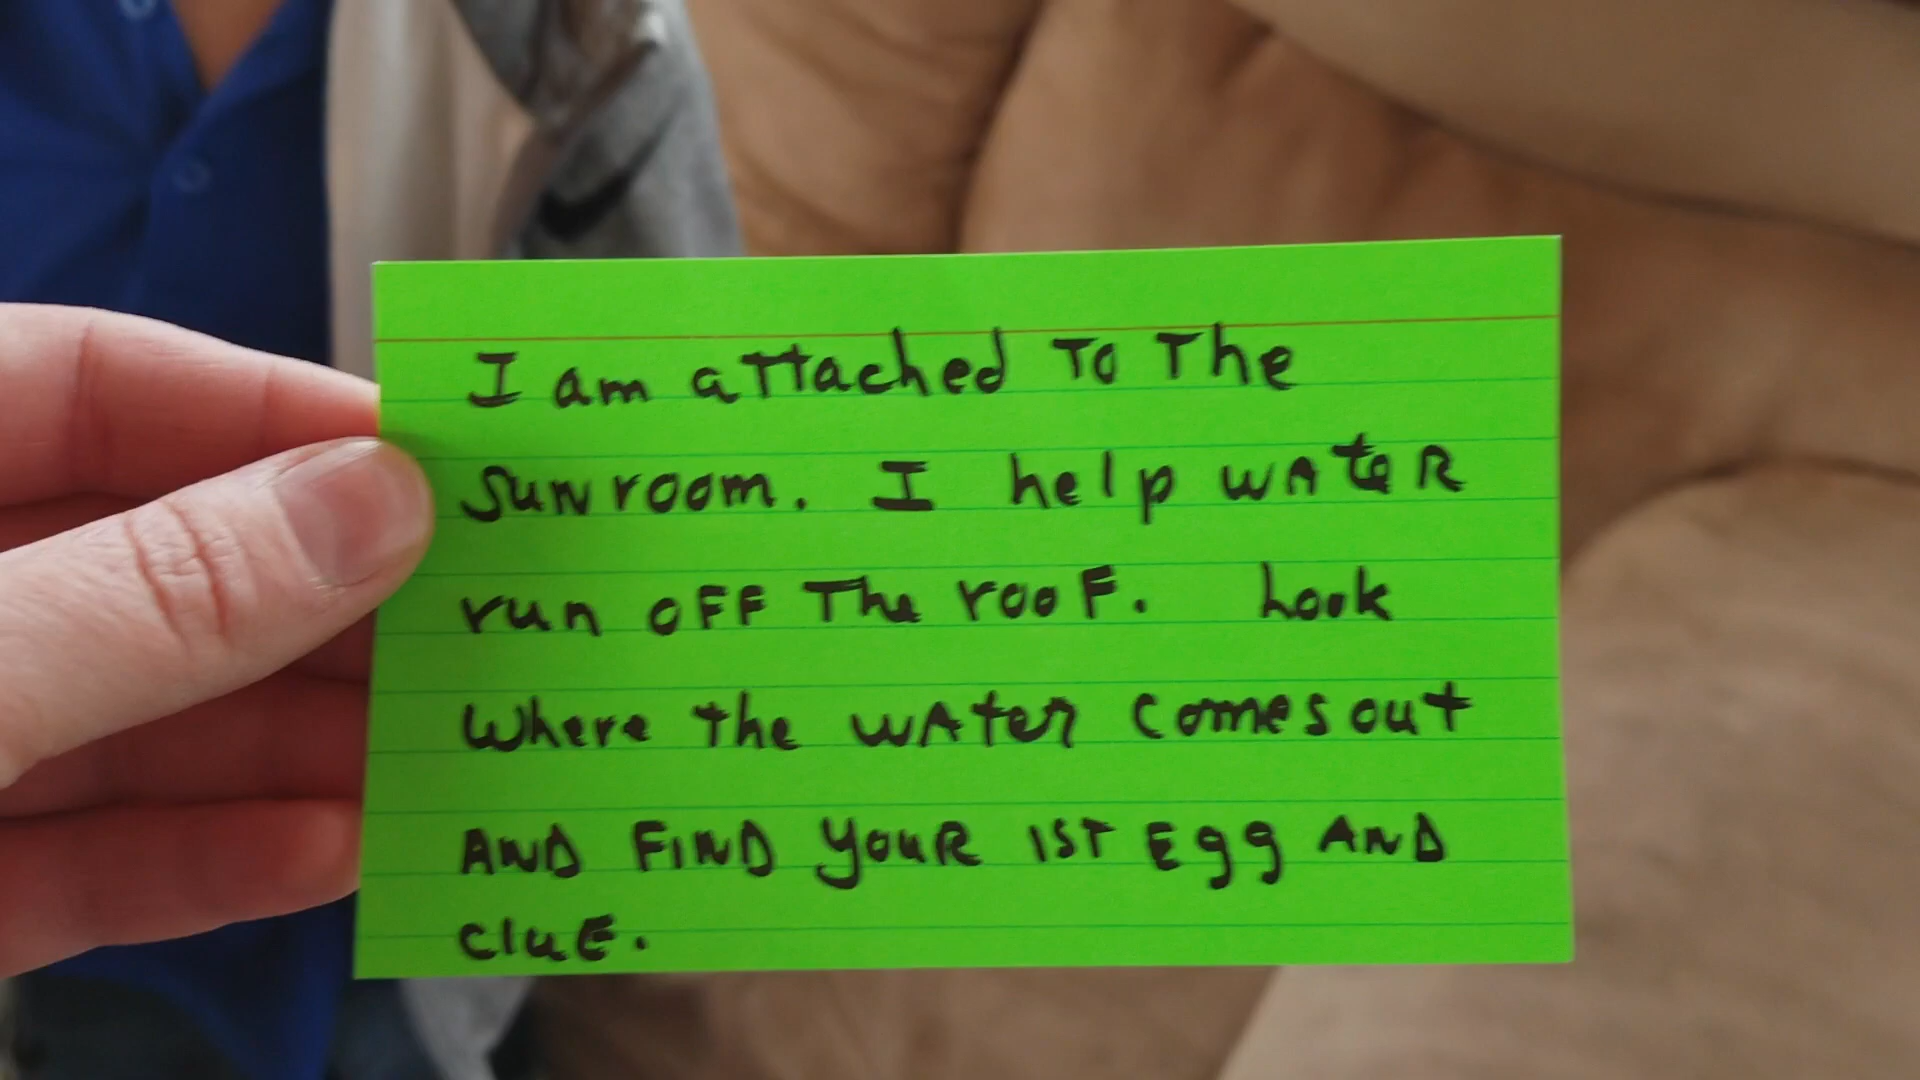 I am attached To The
Sunroom. I help wAteR
run oFF The rooF. Look
Where the wAter comes out
AND FIND YouR 1ST Egg AND
CluE.